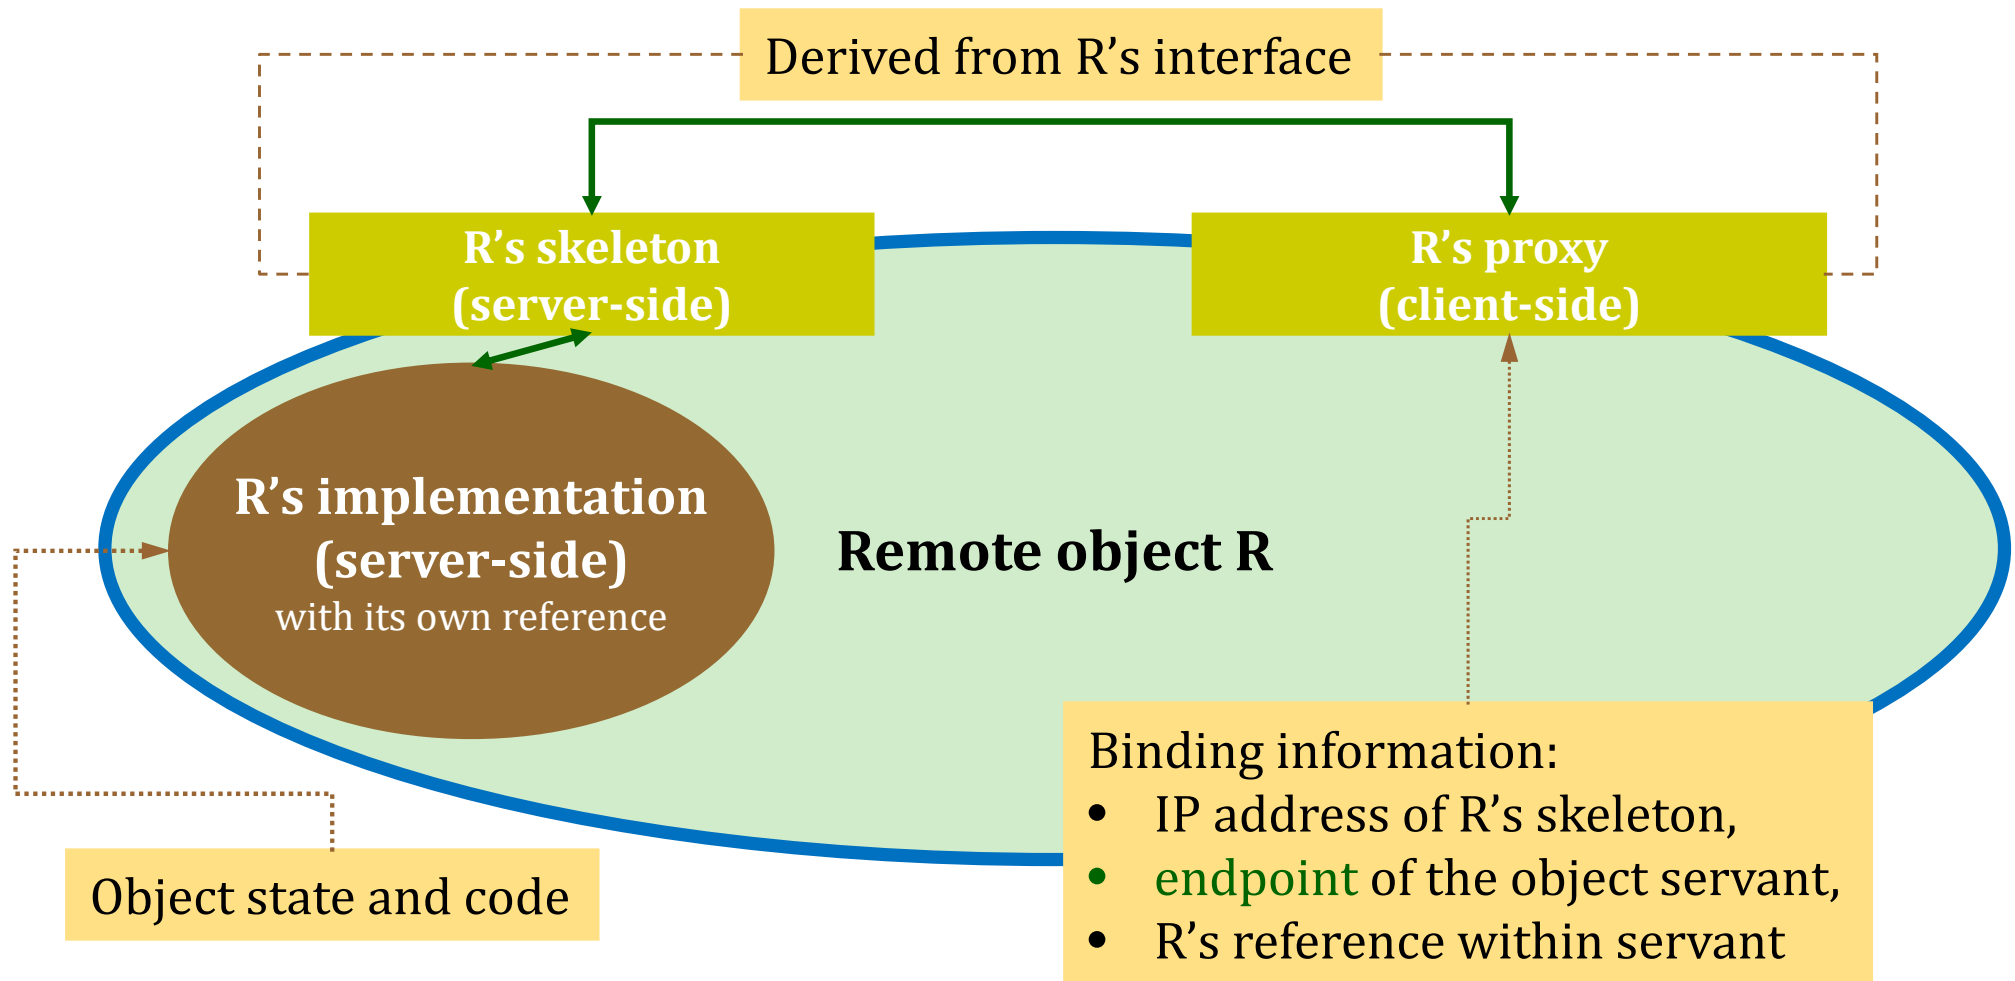 Derived from R’s interface
R’s skeleton
(server-side)
R’s proxy
(client-side)
R’s implementation
(server-side)
with its own reference
Remote object R
Object state and code
Binding information:
• IP address of R’s skeleton,
• endpoint of the object servant,
• R’s reference within servant